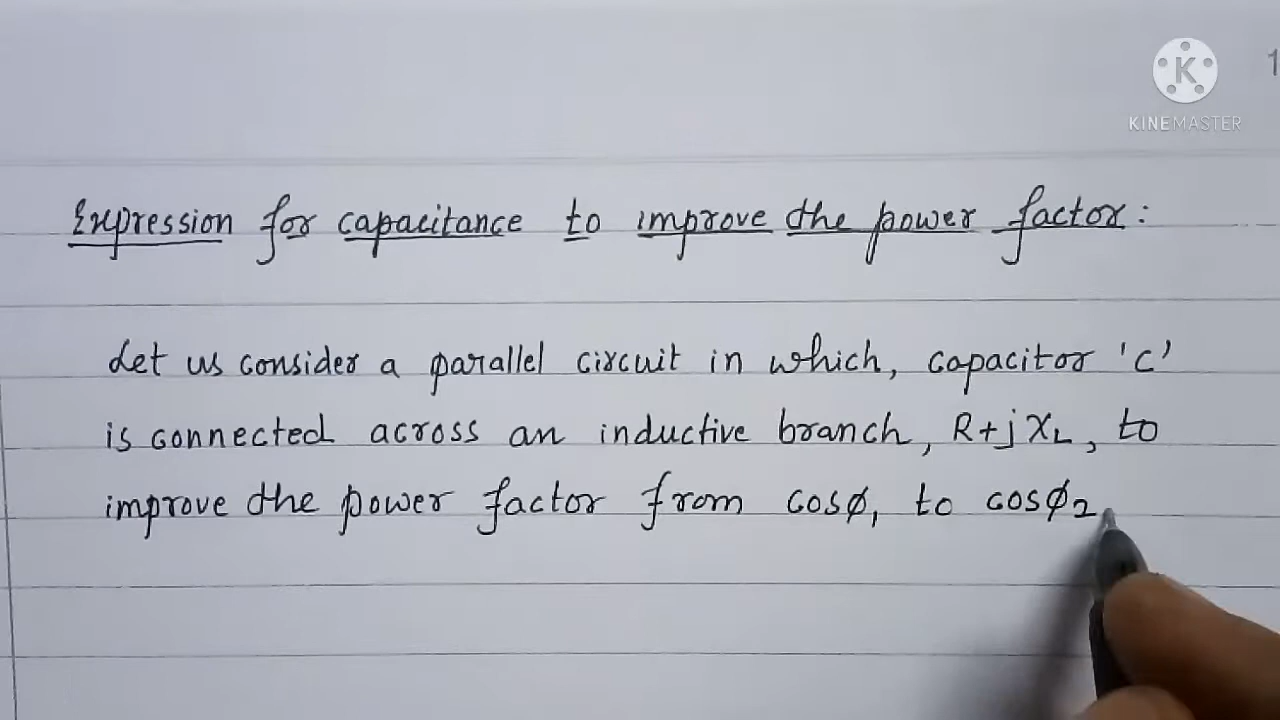 K
KINEMASTER
1
Expression for capacitance to improve the power factor:
Let us consider a parallel circuit in which, capacitor 'C'
is connected across an inductive branch, R+jXL, to
improve the power factor from cosϕ1 to cosϕ2